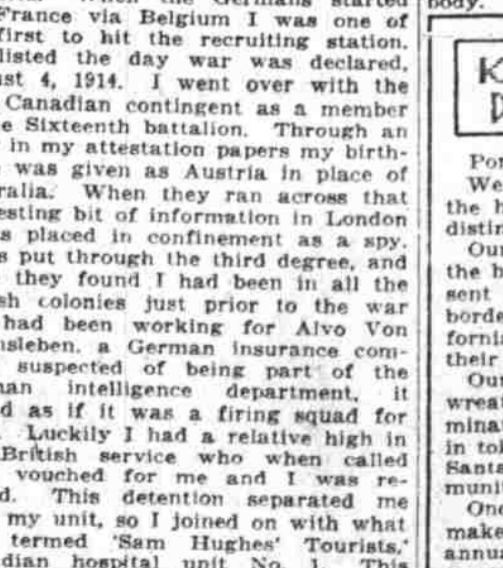 France via Belgium I was one of
first to hit the recruiting station.
listed the day war was declared,
st 4, 1914. I went over with the
Canadian contingent as a member
e Sixteenth battalion. Through an
in my attestation papers my birth-
was given as Austria in place of
ralia. When they ran across that
esting bit of information in London
s placed in confinement as a spy.
s put through the third degree, and
they found I had been in all the
sh colonies just prior to the war
had been working for Alvo Von
nsleben, a German insurance com-
suspected of being part of the
man intelligence department, it
d as if it was a firing squad for
. Luckily I had a relative high in
British service who when called
vouched for me and I was re-
d. This detention separated me
my unit, so I joined on with what
termed 'Sam Hughes' Tourists,'
dian hospital unit No. 1. This
body.
K
Por
We
the h
distin
Our
the b
sent
borde
fornia
their
Ou
wreat
mina
in to
Santa
muni
One
make
annua